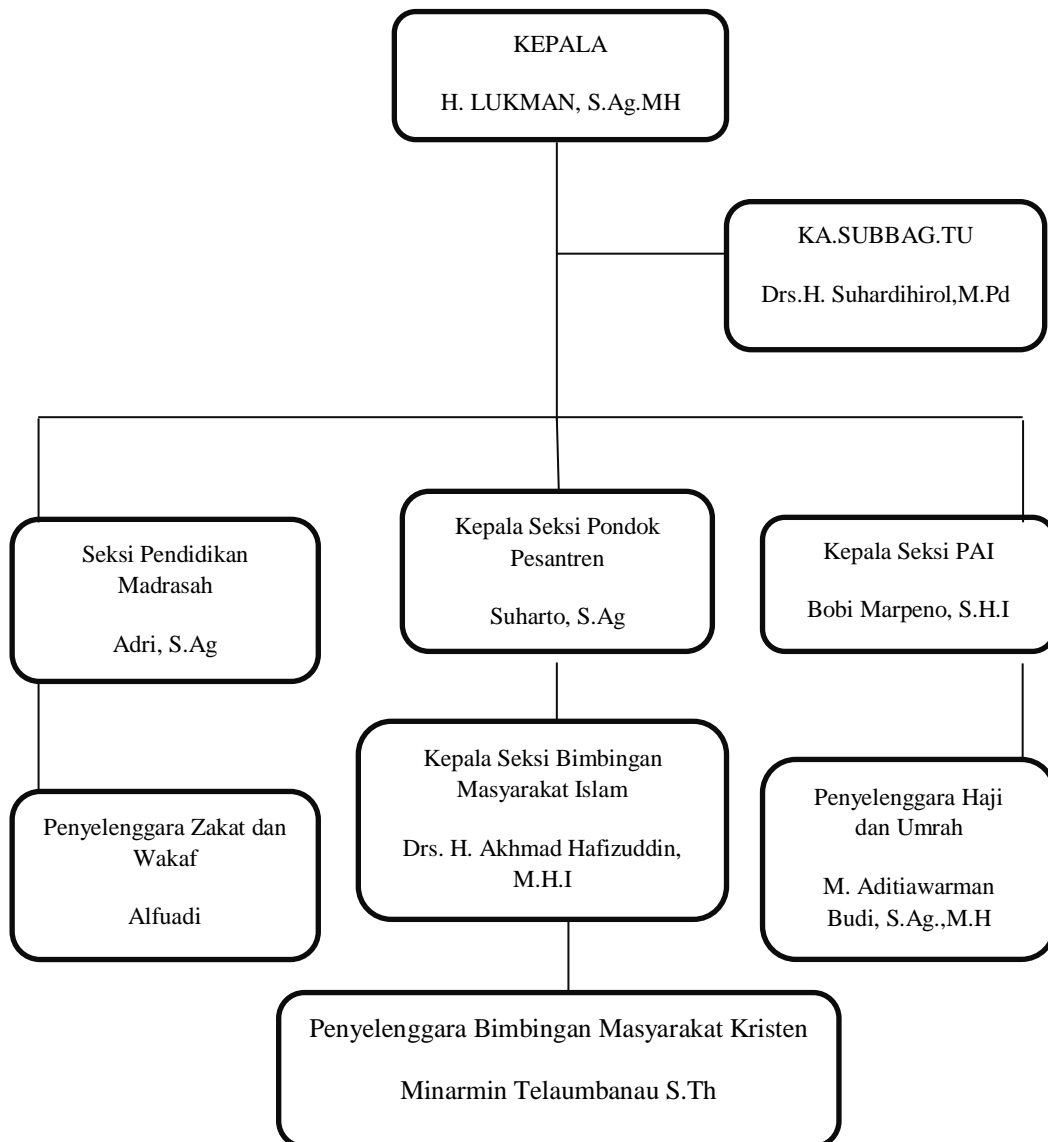 KEPALA
H. LUKMAN, S.Ag.MH
KA.SUBBAG.TU
Drs.H. Suhardihirol,M.Pd
Seksi Pendidikan
Madrasah
Adri, S.Ag
Kepala Seksi Pondok
Pesantren
Suharto, S.Ag
Kepala Seksi PAI
Bobi Marpeno, S.H.I
Penyelenggara Zakat dan
Wakaf
Alfuadi
Kepala Seksi Bimbingan
Masyarakat Islam
Drs. H. Akhmad Hafizuddin,
M.H.I
Penyelenggara Haji
dan Umrah
M. Aditiawarman
Budi, S.Ag.,M.H
Penyelenggara Bimbingan Masyarakat Kristen
Minarmin Telaumbanau S.Th